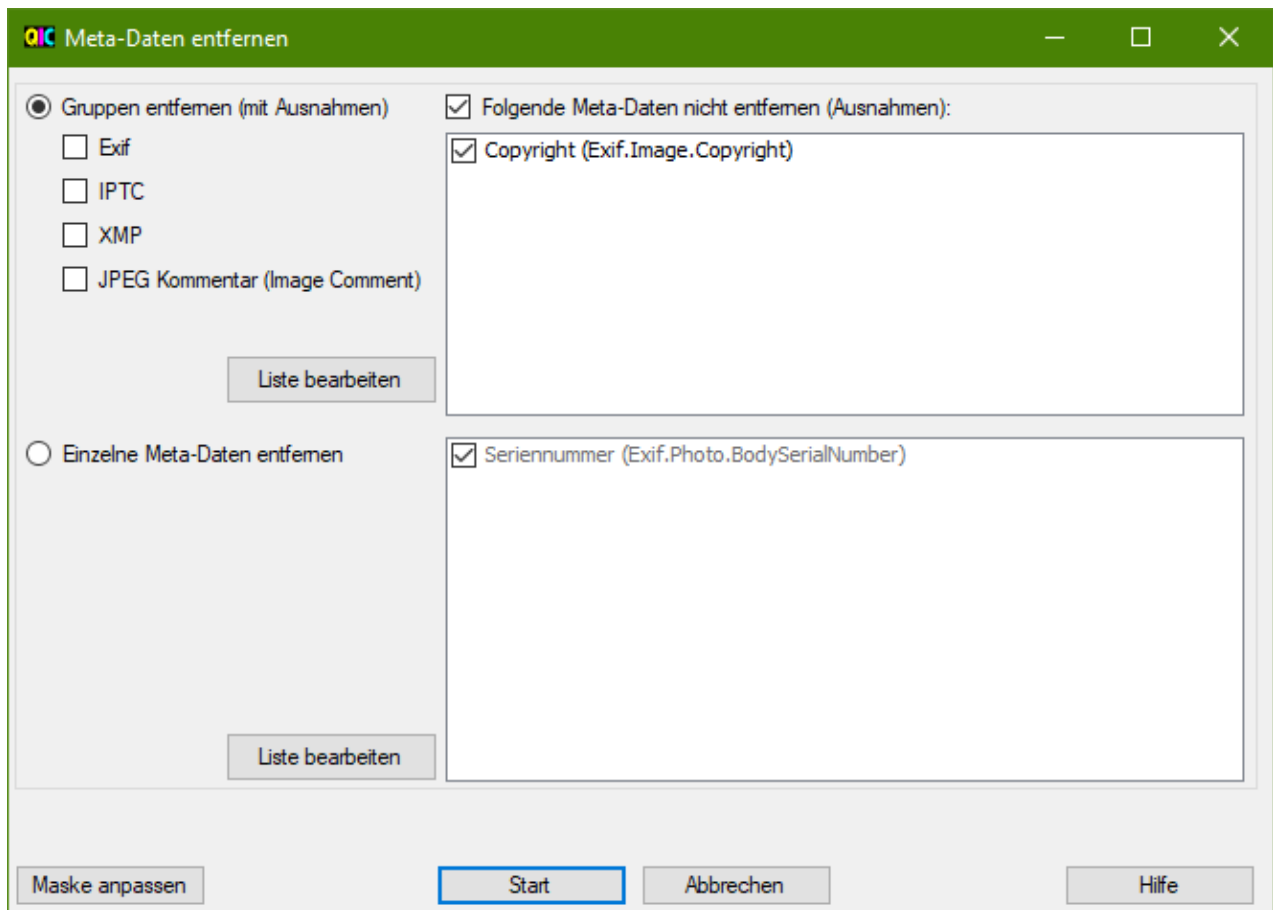 QIC Meta-Daten entfernen
Gruppen entfernen (mit Ausnahmen)
Exif
IPTC
XMP
JPEG Kommentar (Image Comment)
Liste bearbeiten
Folgende Meta-Daten nicht entfernen (Ausnahmen):
Copyright (Exif.Image.Copyright)
Einzelne Meta-Daten entfernen
Liste bearbeiten
Seriennummer (Exif.Photo.BodySerialNumber)
Maske anpassen
Start
Abbrechen
Hilfe